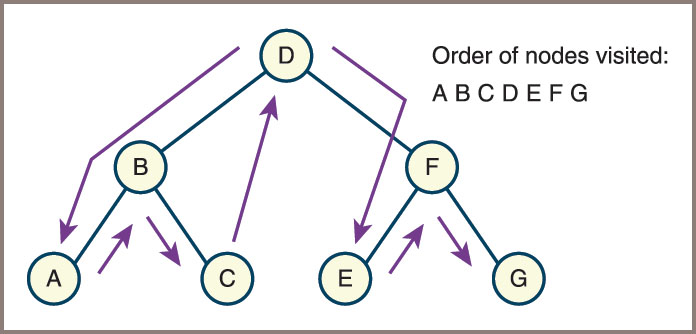 D
Order of nodes visited:
A B C D E F G
B
F
A
C
E
G